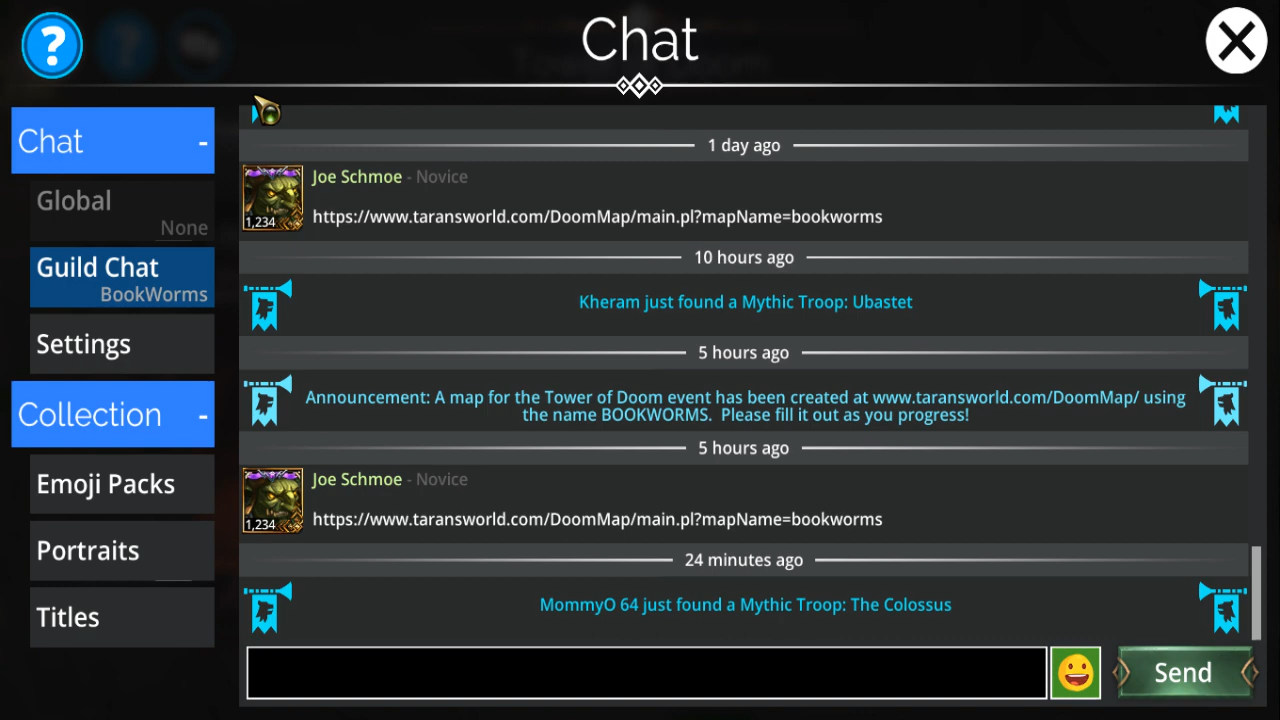 ?
Chat
Chat -
Global
None
Guild Chat
BookWorms
Settings
Collection -
Emoji Packs
Portraits
Titles
1 day ago
Joe Schmoe - Novice
1,234
https://www.taransworld.com/DoomMap/main.pl?mapName=bookworms
10 hours ago
Kheram just found a Mythic Troop: Ubastet
5 hours ago
Announcement: A map for the Tower of Doom event has been created at www.taransworld.com/DoomMap/ using
the name BOOKWORMS.  Please fill it out as you progress!
5 hours ago
Joe Schmoe - Novice
1,234
https://www.taransworld.com/DoomMap/main.pl?mapName=bookworms
24 minutes ago
MommyO 64 just found a Mythic Troop: The Colossus
Send